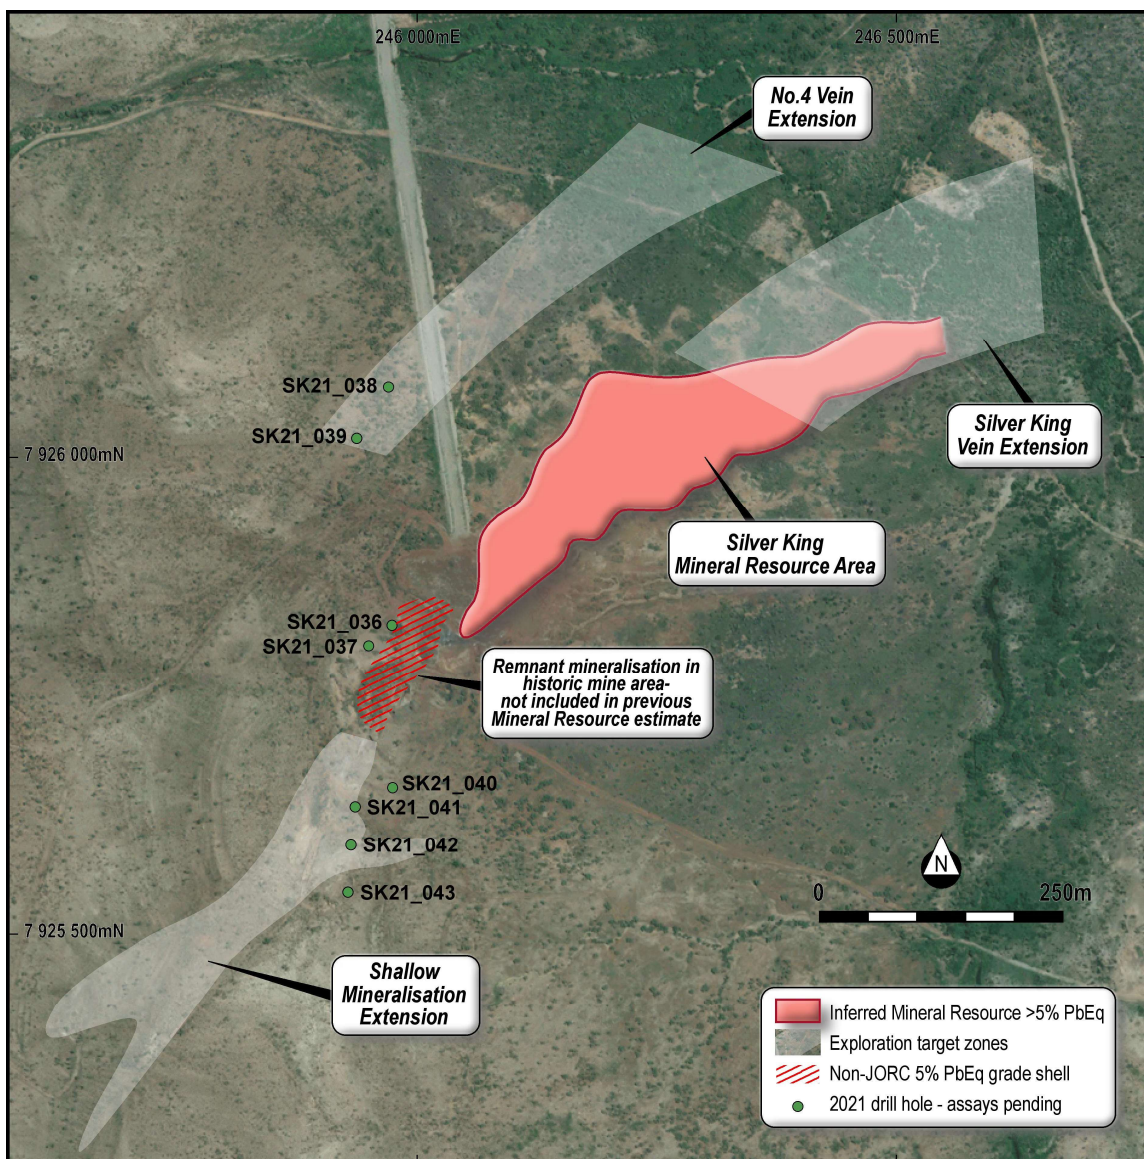 246 000mE
246 500mE
No.4 Vein
Extension
SK21_038
SK21_039
7 926 000mN
Silver King
Vein Extension
Silver King
Mineral Resource Area
SK21_036
SK21_037
Remnant mineralisation in
historic mine area-
not included in previous
Mineral Resource estimate
SK21_040
SK21_041
SK21_042
SK21_043
N
0
250m
7 925 500mN
Shallow
Mineralisation
Extension
Inferred Mineral Resource >5% PbEq
Exploration target zones
Non-JORC 5% PbEq grade shell
2021 drill hole - assays pending